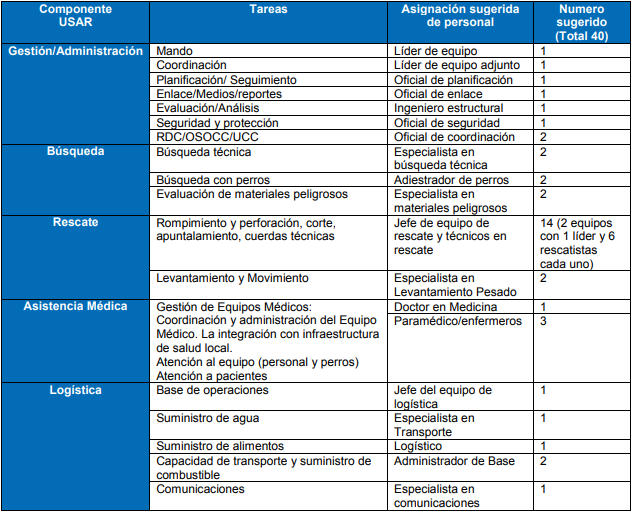 Componente USAR Tareas Asignación sugerida de personal Numero sugerido (Total 40)
Gestión/Administración Mando Líder de equipo 1
Coordinación Líder de equipo adjunto 1
Planificación/ Seguimiento Oficial de planificación 1
Enlace/Medios/reportes Oficial de enlace 1
Evaluación/Análisis Ingeniero estructural 1
Seguridad y protección Oficial de seguridad 1
RDC/OSOCC/UCC Oficial de coordinación 2
Búsqueda Búsqueda técnica Especialista en búsqueda técnica 2
Búsqueda con perros Adiestrador de perros 2
Evaluación de materiales peligrosos Especialista en materiales peligrosos 2
Rescate Rompimiento y perforación, corte, apuntalamiento, cuerdas técnicas Jefe de equipo de rescate y técnicos en rescate 14 (2 equipos con 1 líder y 6 rescatistas cada uno)
Levantamiento y Movimiento Especialista en Levantamiento Pesado 2
Asistencia Médica Gestión de Equipos Médicos: Doctor en Medicina 1
Coordinación y administración del Equipo Paramédico/enfermeros 3
Médico. La integración con infraestructura
de salud local.
Atención al equipo (personal y perros)
Atención a pacientes
Logística Base de operaciones Jefe del equipo de logística 1
Suministro de agua Especialista en Transporte 1
Suministro de alimentos Logístico 1
Capacidad de transporte y suministro de combustible Administrador de Base 2
Comunicaciones Especialista en comunicaciones 1